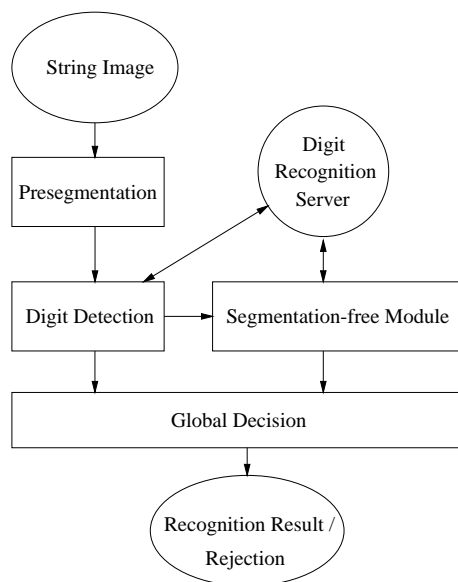 String Image
Presegmentation
Digit
Recognition
Server
Digit Detection
Segmentation-free Module
Global Decision
Recognition Result /
Rejection